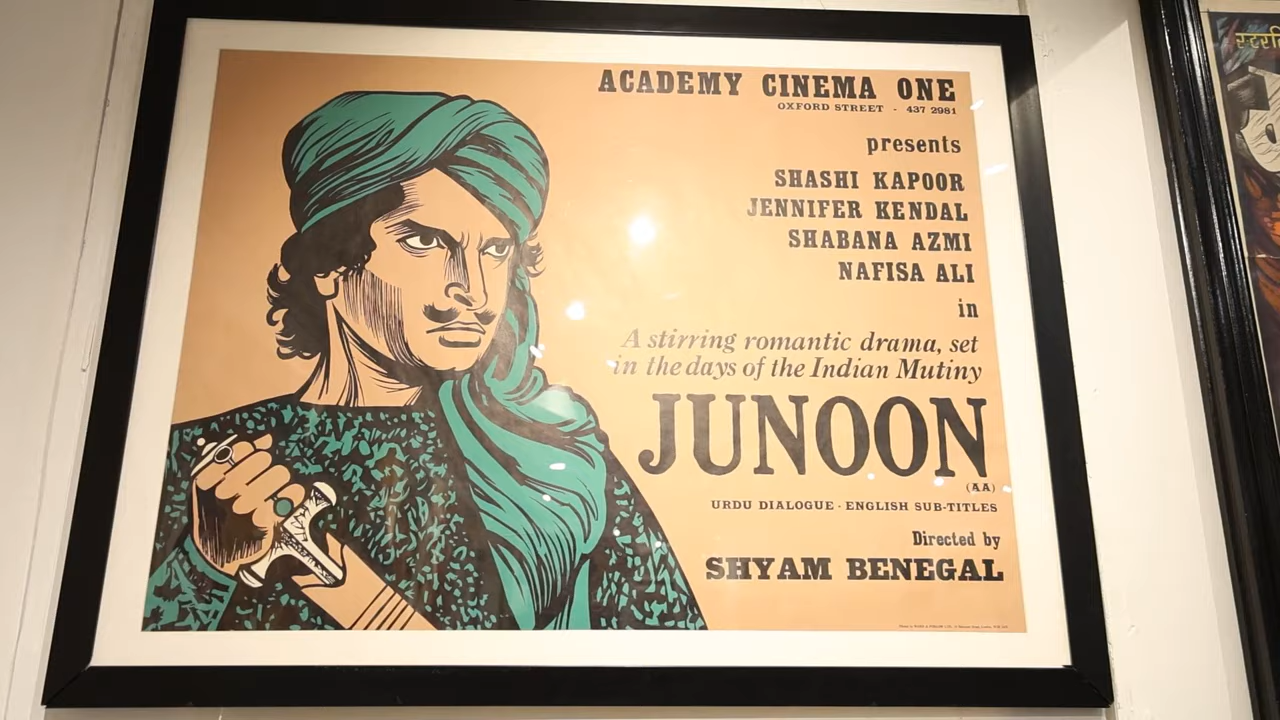 ACADEMY CINEMA ONE
OXFORD STREET - 437 2981
presents
SHASHI KAPOOR
JENNIFER KENDAL
SHABANA AZMI
NAFISA ALI
in
A stirring romantic drama, set
in the days of the Indian Mutiny
JUNOON
(AA)
URDU DIALOGUE · ENGLISH SUB-TITLES
Directed by
SHYAM BENEGAL